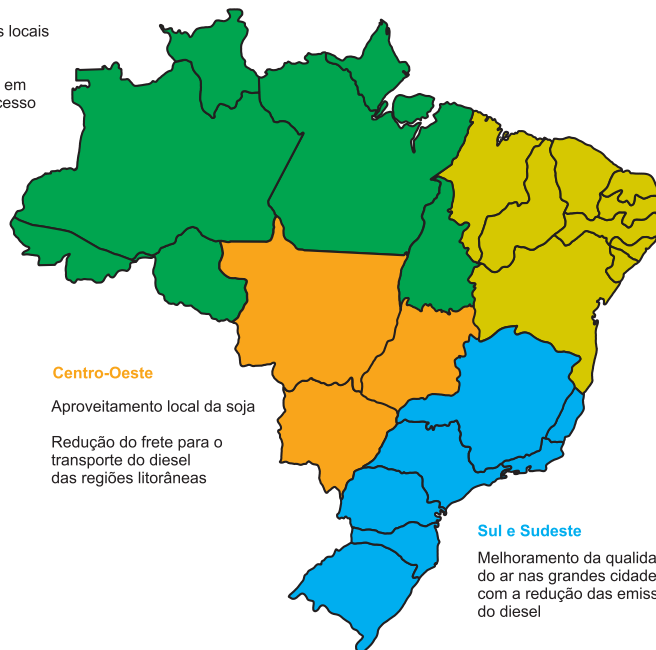 s locais
em
cesso
Centro-Oeste
Aproveitamento local da soja
Redução do frete para o
transporte do diesel
das regiões litorâneas
Sul e Sudeste
Melhoramento da qualida
do ar nas grandes cidade
com a redução das emiss
do diesel